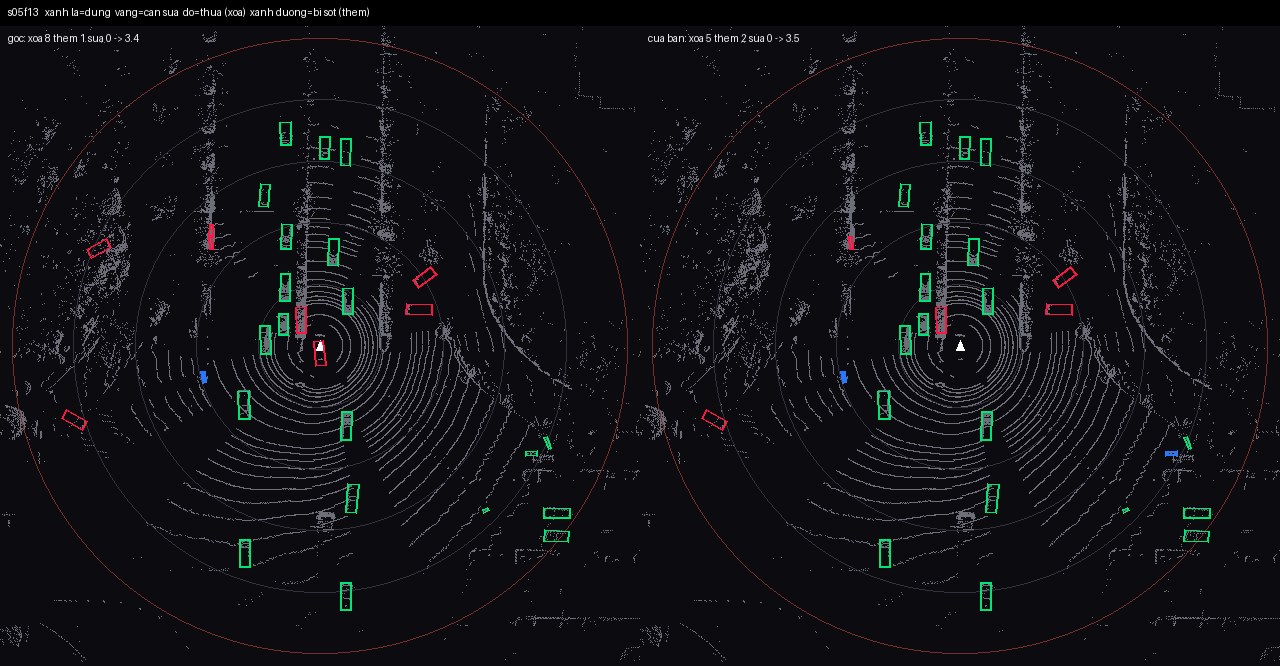 s05f13 xanh la=dung vang=can sua do=thua (xoa) xanh duong=bi sot (them)
goc: xoa 8 them 1 sua 0 -> 3.4
cua ban: xoa 5 them 2 sua 0 -> 3.5